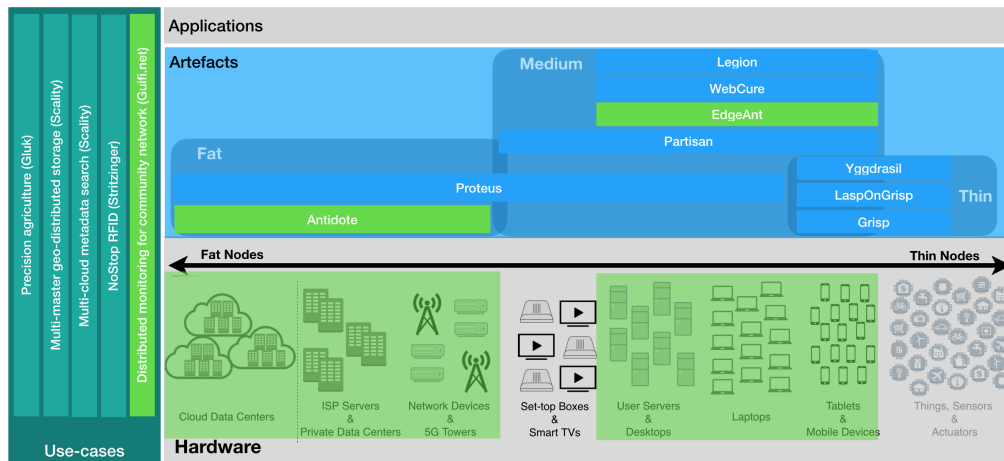 Precision agriculture (Gluk)
Multi-master geo-distributed storage (Scality)
Multi-cloud metadata search (Scality)
NoStop RFID (Stritzinger)
Distributed monitoring for community network (Guifi.net)
Use-cases
Applications
Artefacts
Medium
Legion
WebCure
EdgeAnt
Partisan
Fat
Proteus
Antidote
Yggdrasil
LaspOnGrisp
Grisp
Thin
Fat Nodes
Thin Nodes
Cloud Data Centers
ISP Servers
&
Private Data Centers
Network Devices
&
5G Towers
Set-top Boxes
&
Smart TVs
User Servers
&
Desktops
Laptops
Tablets
&
Mobile Devices
Things, Sensors
&
Actuators
Hardware